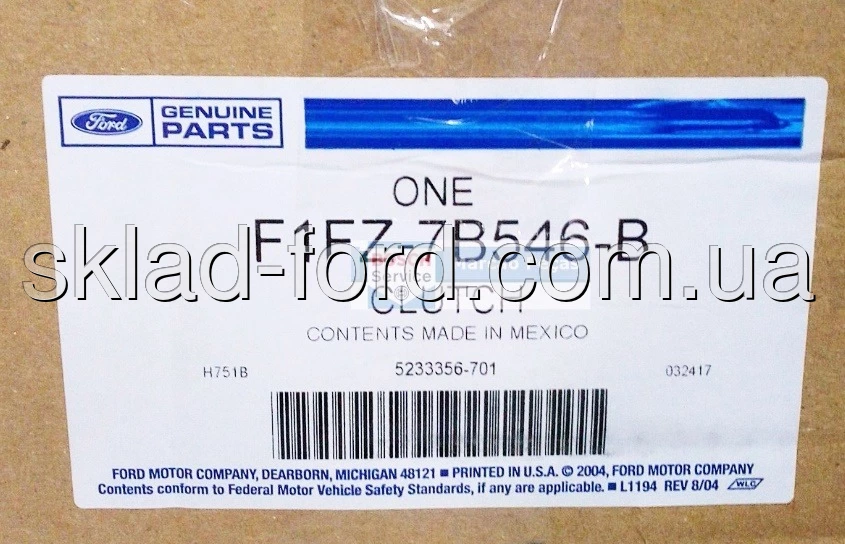 Ford
GENUINE
PARTS
ONE
F1FZ-7B546-B
sklad-ford.com.ua
Service
CLUTCH
CONTENTS MADE IN MEXICO
H751B
5233356-701
032417
FORD MOTOR COMPANY, DEARBORN, MICHIGAN 48121 ■ PRINTED IN U.S.A. © 2004, FORD MOTOR COMPANY
Contents conform to Federal Motor Vehicle Safety Standards, if any are applicable. ■ L1194 REV 8/04 WLC